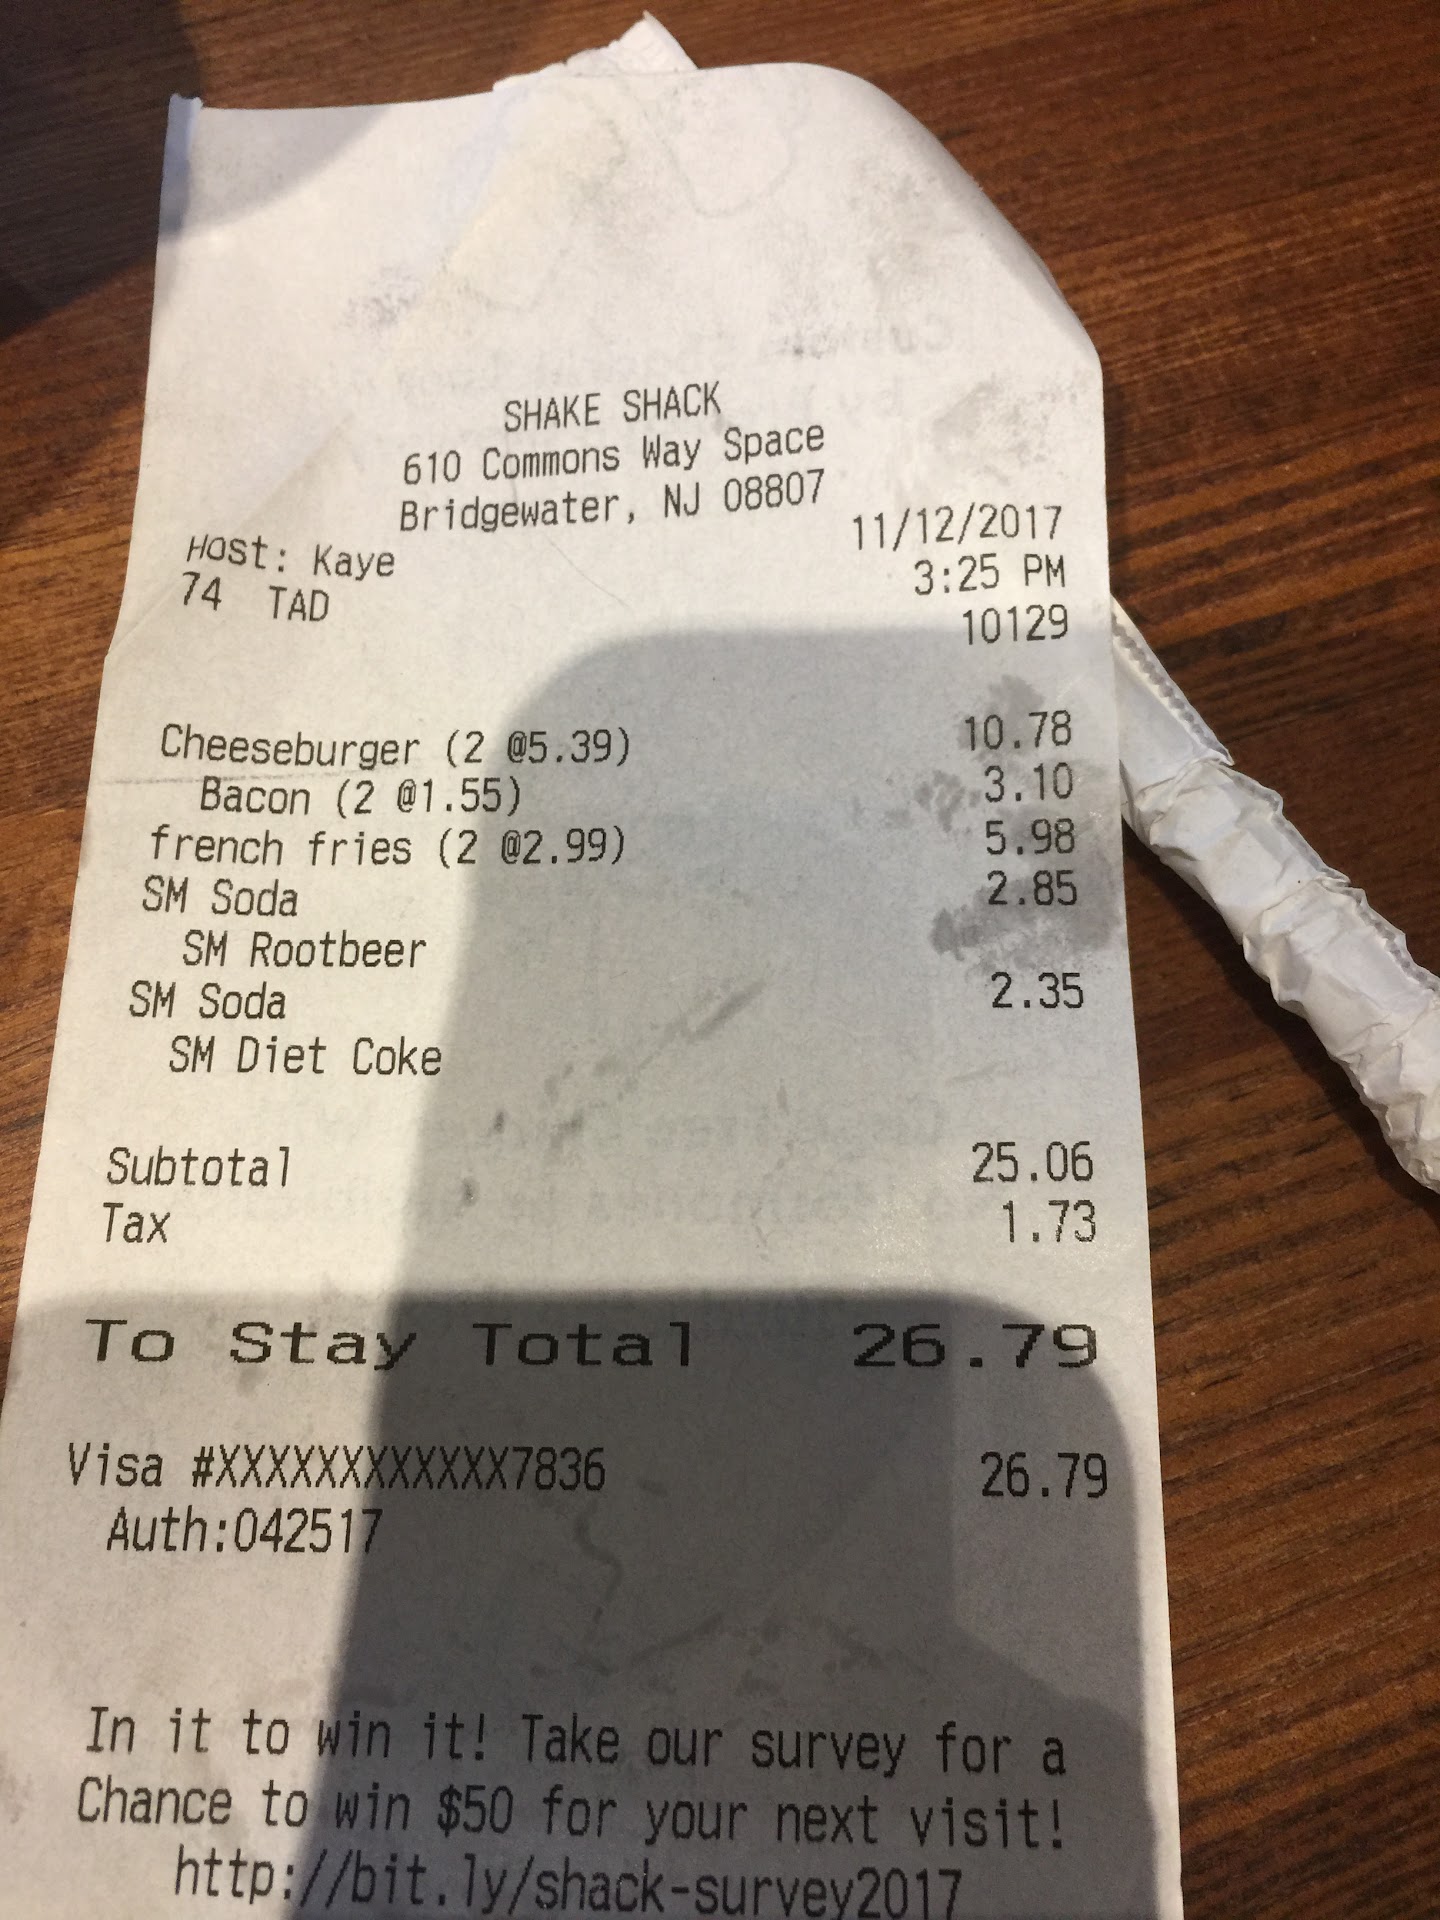 SHAKE SHACK
610 Commons Way Space
Bridgewater, NJ 08807
Host: Kaye 11/12/2017
74 TAD 3:25 PM
10129
Cheeseburger (2 @5.39) 10.78
Bacon (2 @1.55) 3.10
french fries (2 @2.99) 5.98
SM Soda 2.85
SM Rootbeer
SM Soda 2.35
SM Diet Coke
Subtotal 25.06
Tax 1.73
To Stay Total 26.79
Visa #XXXXXXXXXXXX7836 26.79
Auth:042517
In it to win it! Take our survey for a
Chance to win $50 for your next visit!
http://bit.ly/shack-survey2017